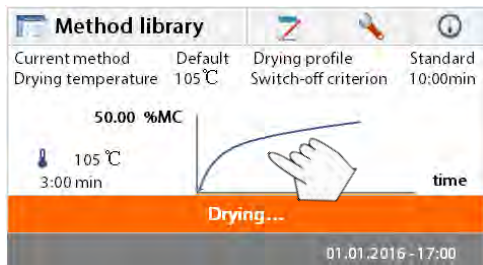 Method library
Current method Default Drying profile Standard
Drying temperature 105℃ Switch-off criterion 10:00min
50.00 %MC
105 ℃
3:00 min
time
Drying...
01.01.2016 - 17:00